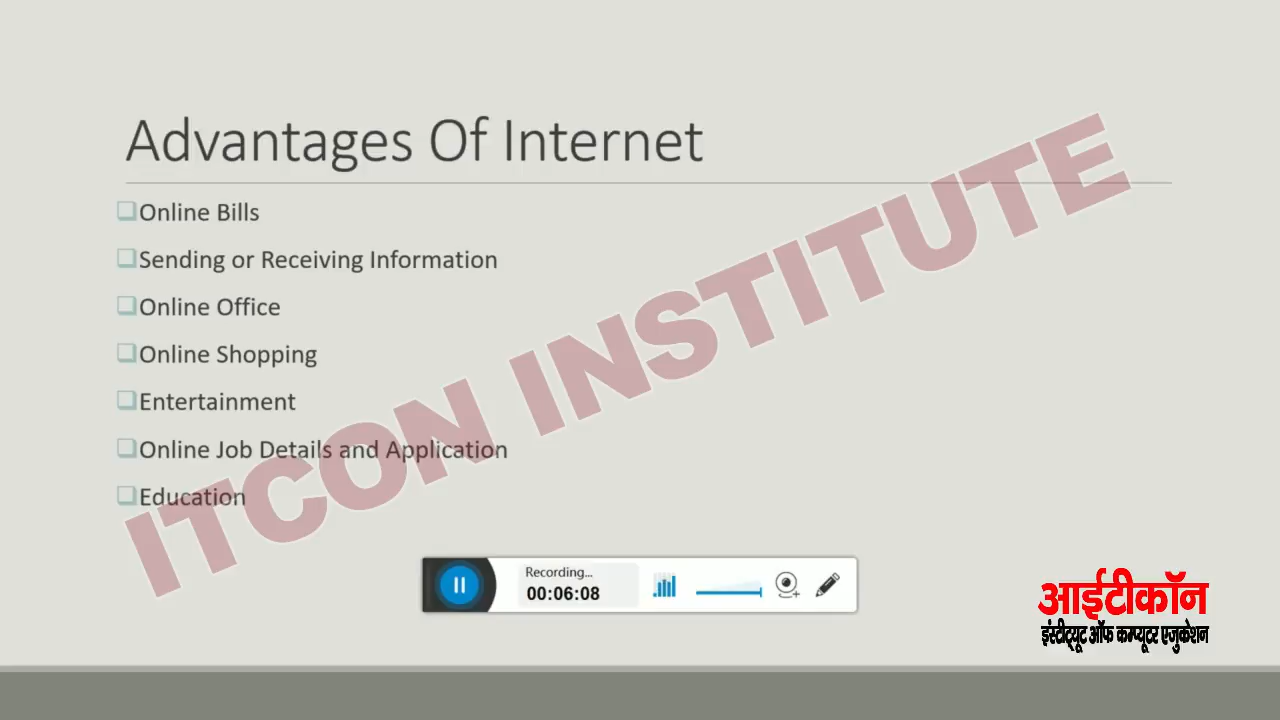 Advantages Of Internet
Online Bills
Sending or Receiving Information
Online Office
Online Shopping
Entertainment
Online Job Details and Application
Education
ITCON INSTITUTE
Recording...
00:06:08
आईटीकॉन
इंस्टीट्यूट ऑफ कम्प्यूटर एजुकेशन